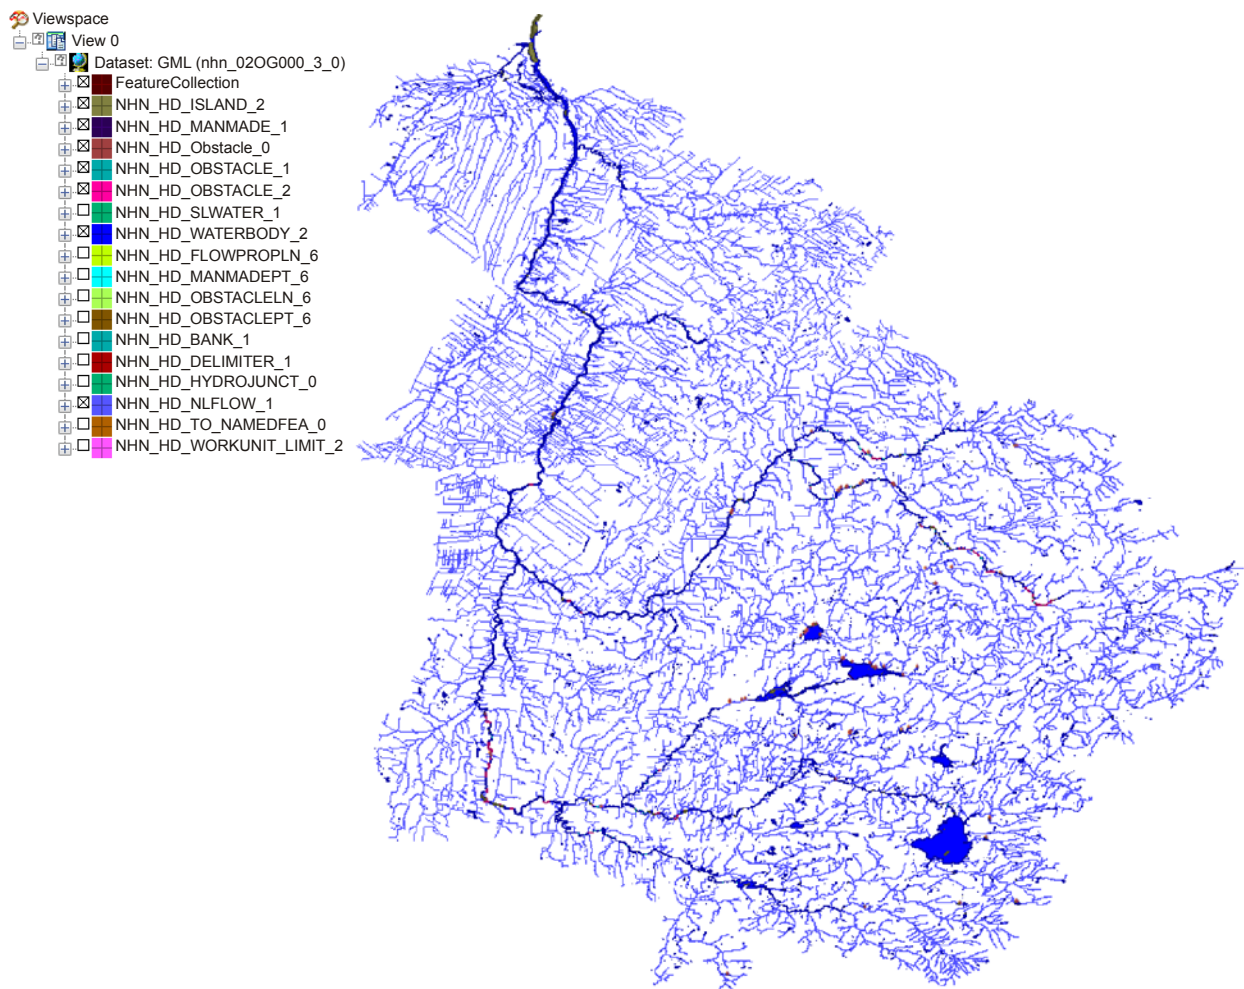 Viewspace
View 0
Dataset: GML (nhn_02OG000_3_0)
FeatureCollection
NHN_HD_ISLAND_2
NHN_HD_MANMADE_1
NHN_HD_Obstacle_0
NHN_HD_OBSTACLE_1
NHN_HD_OBSTACLE_2
NHN_HD_SLWATER_1
NHN_HD_WATERBODY_2
NHN_HD_FLOWPROPLN_6
NHN_HD_MANMADEPT_6
NHN_HD_OBSTACLELN_6
NHN_HD_OBSTACLEPT_6
NHN_HD_BANK_1
NHN_HD_DELIMITER_1
NHN_HD_HYDROJUNCT_0
NHN_HD_NLFLOW_1
NHN_HD_TO_NAMEDFEA_0
NHN_HD_WORKUNIT_LIMIT_2